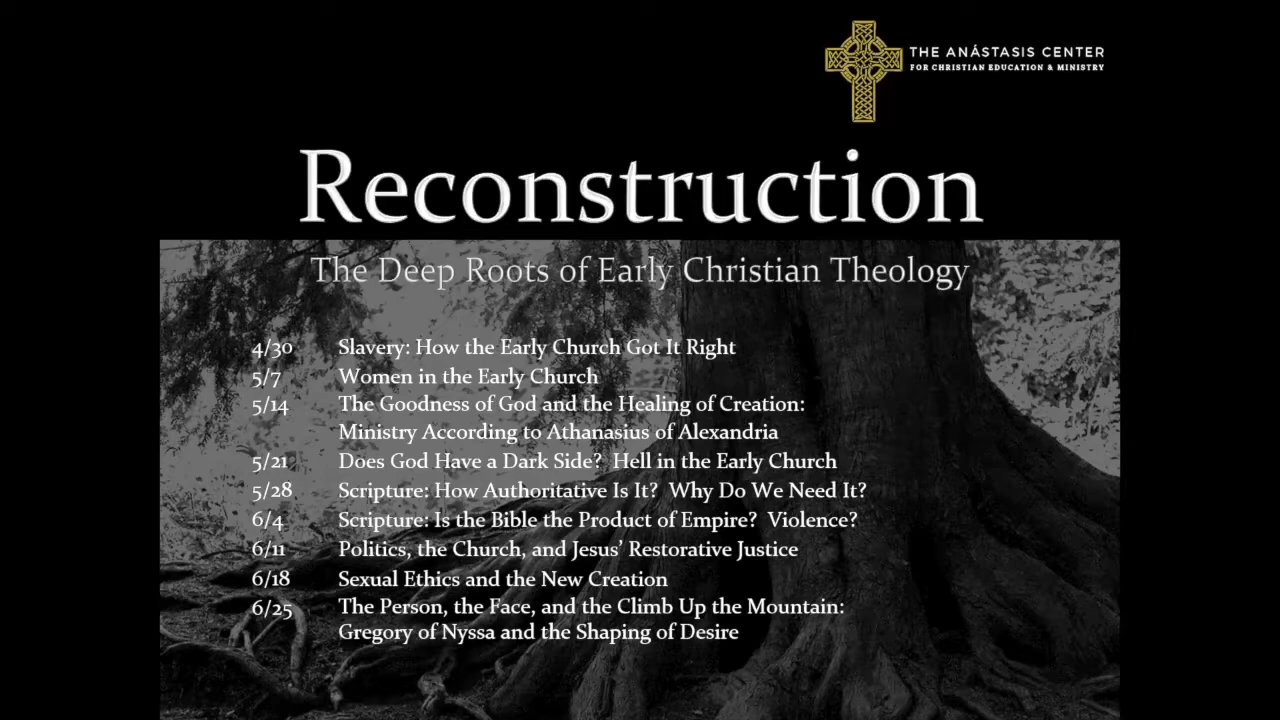 THE ANÁSTASIS CENTER
FOR CHRISTIAN EDUCATION & MINISTRY
Reconstruction
The Deep Roots of Early Christian Theology
4/30 Slavery: How the Early Church Got It Right
5/7 Women in the Early Church
5/14 The Goodness of God and the Healing of Creation:
Ministry According to Athanasius of Alexandria
5/21 Does God Have a Dark Side?  Hell in the Early Church
5/28 Scripture: How Authoritative Is It?  Why Do We Need It?
6/4 Scripture: Is the Bible the Product of Empire?  Violence?
6/11 Politics, the Church, and Jesus’ Restorative Justice
6/18 Sexual Ethics and the New Creation
6/25 The Person, the Face, and the Climb Up the Mountain:
Gregory of Nyssa and the Shaping of Desire